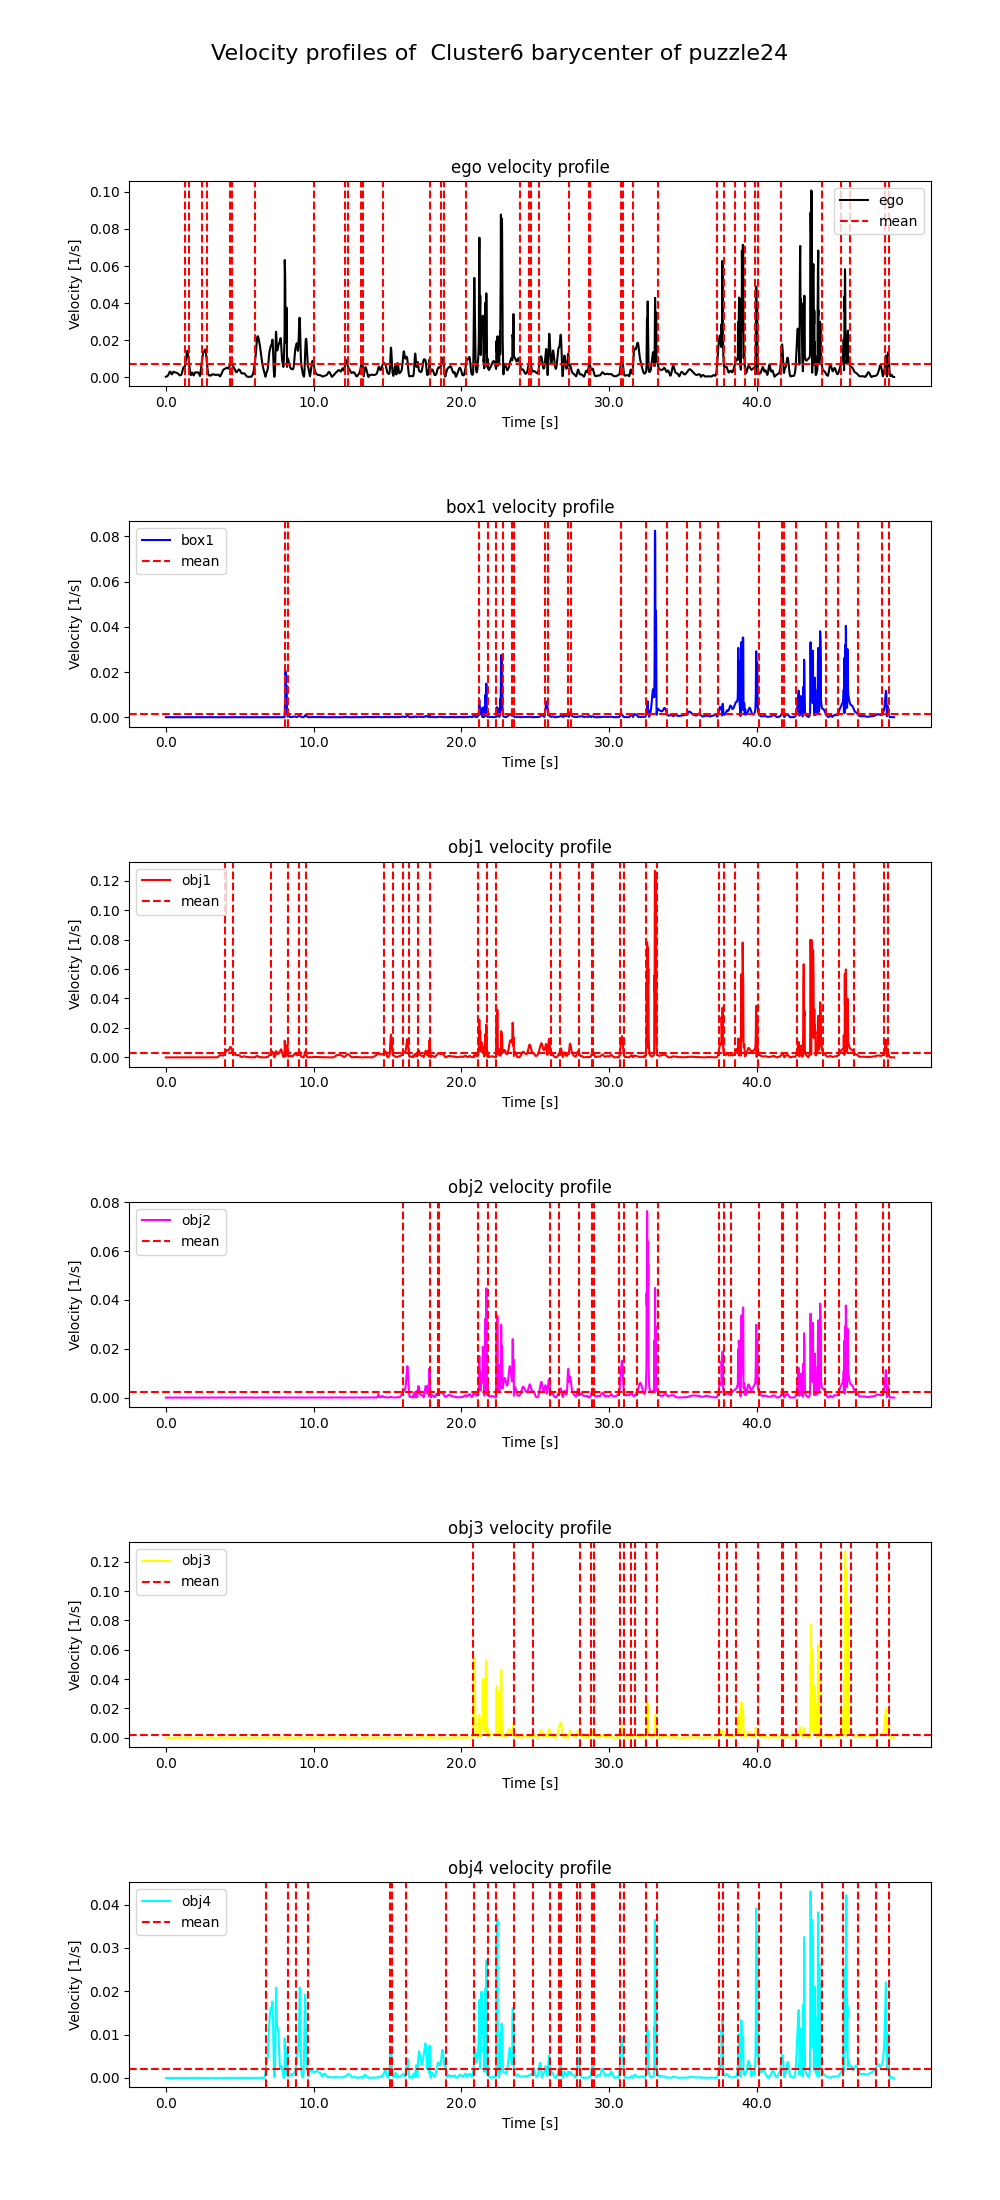 Velocity profiles of  Cluster6 barycenter of puzzle24
ego velocity profile
Velocity [1/s]
0.10
0.08
0.06
0.04
0.02
0.00
ego
mean
0.0 10.0 20.0 30.0 40.0
Time [s]
box1 velocity profile
Velocity [1/s]
0.08
0.06
0.04
0.02
0.00
box1
mean
0.0 10.0 20.0 30.0 40.0
Time [s]
obj1 velocity profile
Velocity [1/s]
0.12
0.10
0.08
0.06
0.04
0.02
0.00
obj1
mean
0.0 10.0 20.0 30.0 40.0
Time [s]
obj2 velocity profile
Velocity [1/s]
0.08
0.06
0.04
0.02
0.00
obj2
mean
0.0 10.0 20.0 30.0 40.0
Time [s]
obj3 velocity profile
Velocity [1/s]
0.12
0.10
0.08
0.06
0.04
0.02
0.00
obj3
mean
0.0 10.0 20.0 30.0 40.0
Time [s]
obj4 velocity profile
Velocity [1/s]
0.04
0.03
0.02
0.01
0.00
obj4
mean
0.0 10.0 20.0 30.0 40.0
Time [s]